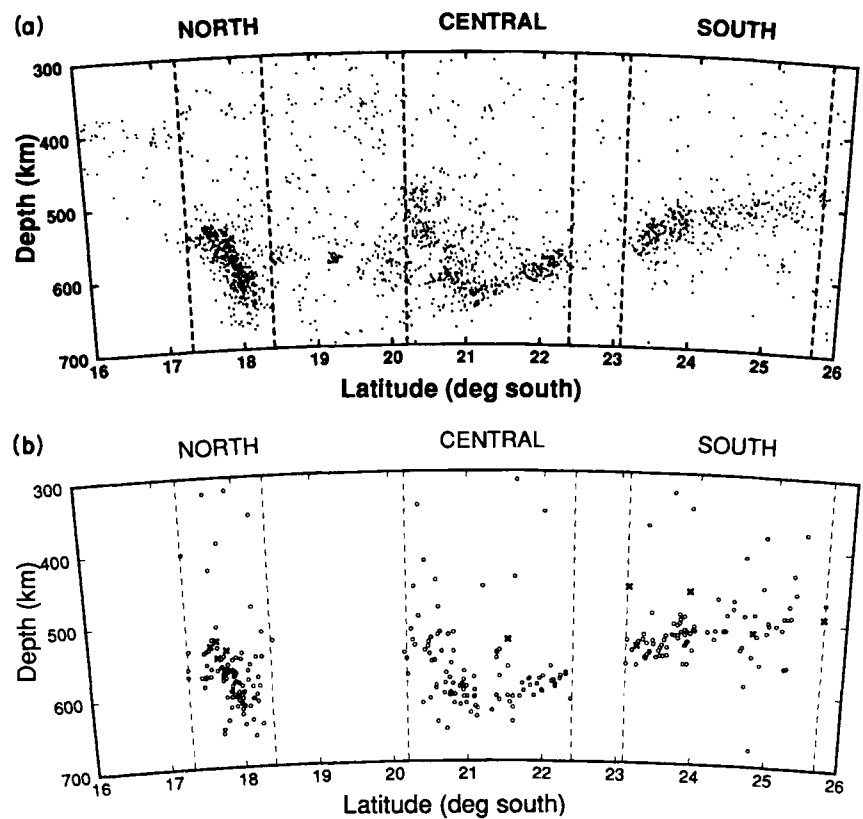 (a)
NORTH CENTRAL SOUTH
300
400
500
600
700
Depth (km)
16 17 18 19 20 21 22 23 24 25 26
Latitude (deg south)
(b)
NORTH CENTRAL SOUTH
300
400
500
600
700
Depth (km)
16 17 18 19 20 21 22 23 24 25 26
Latitude (deg south)